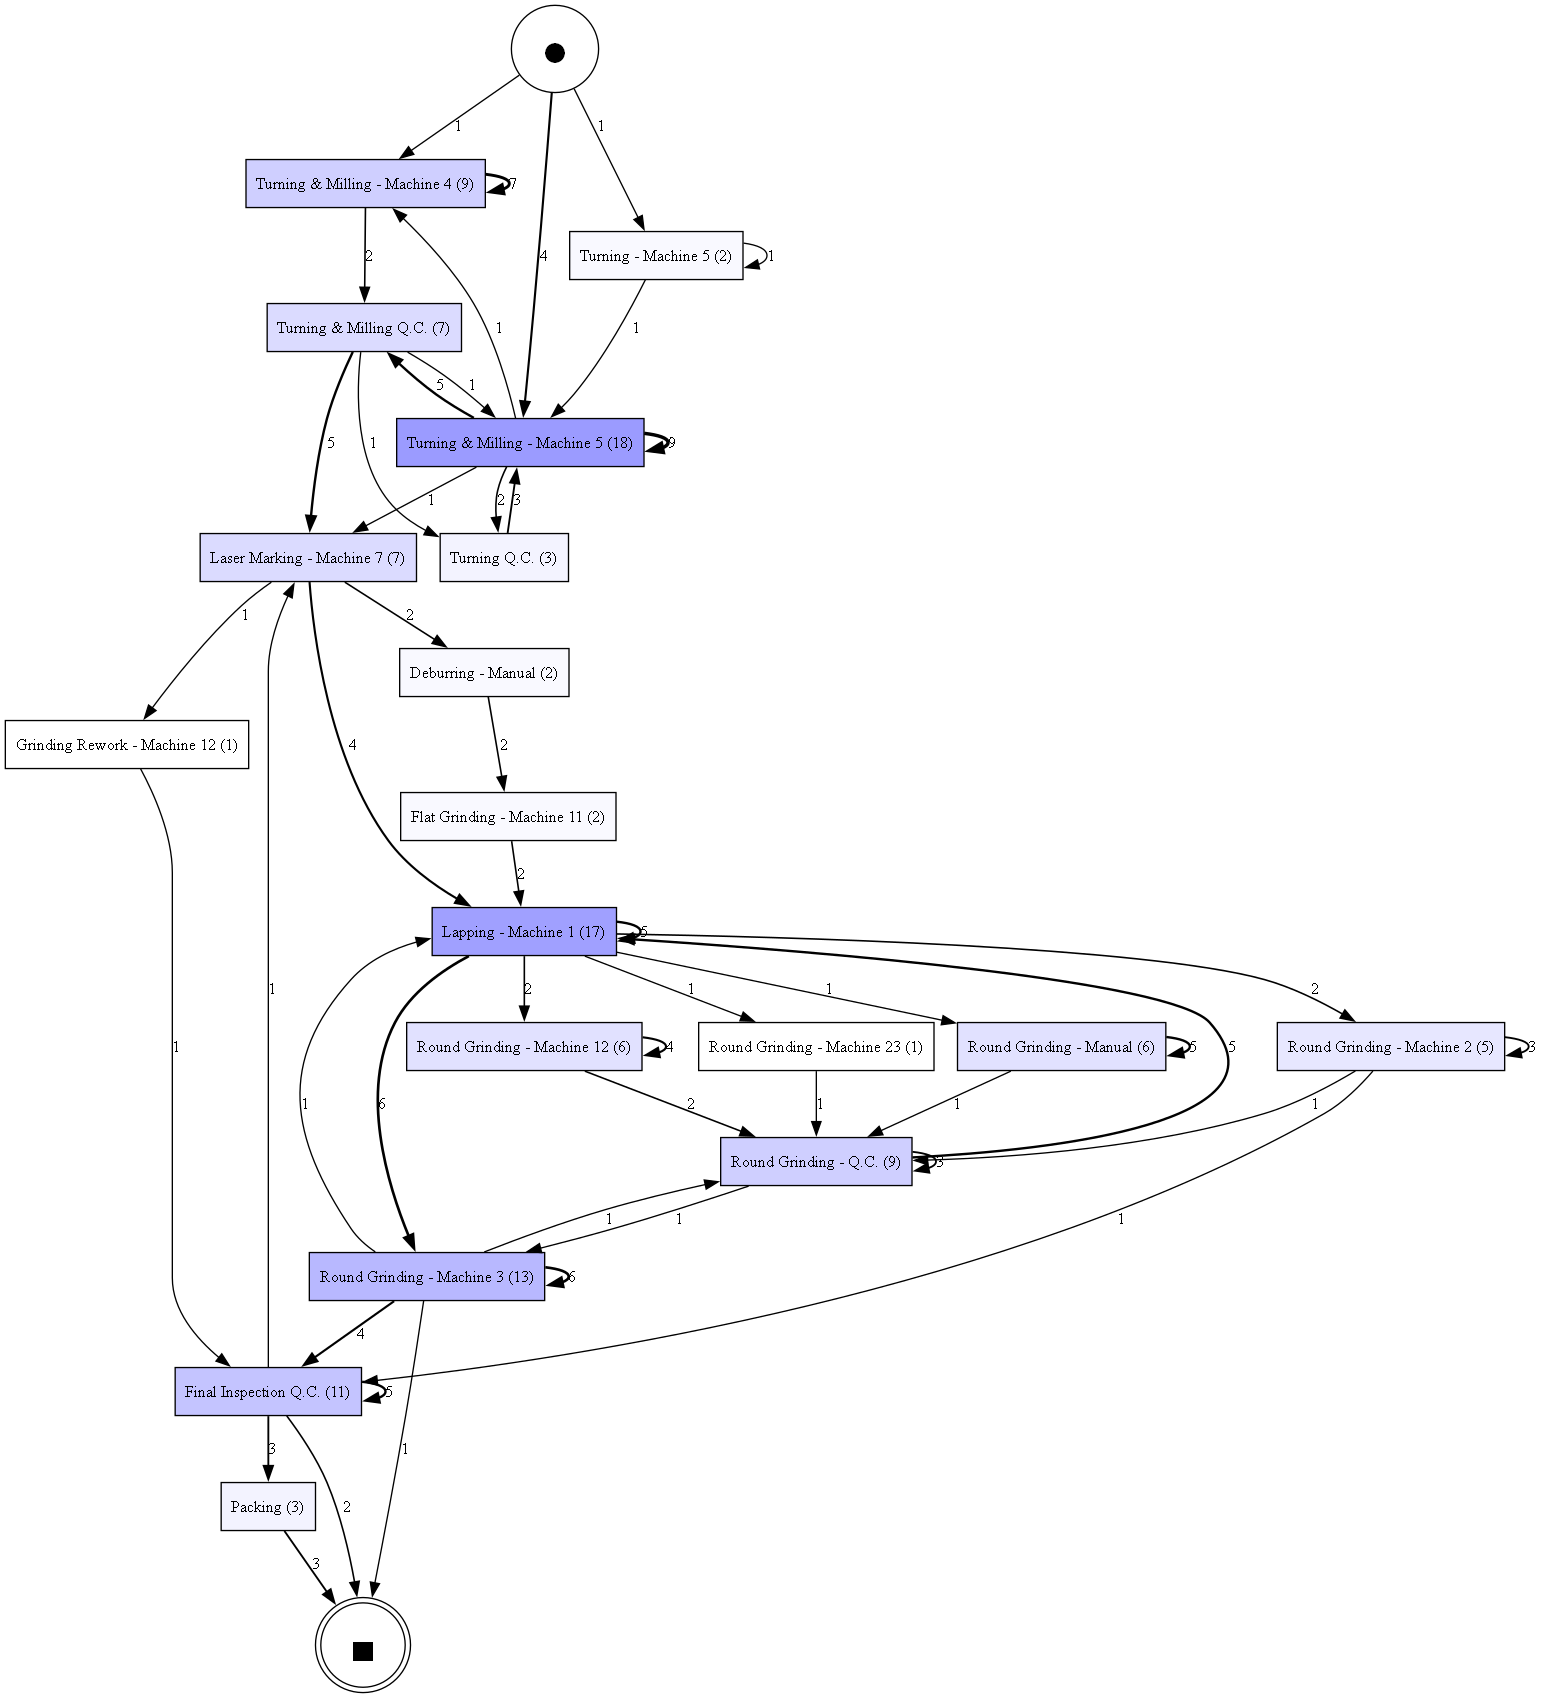 1
Turning & Milling - Machine 4 (9)
7
1
4
1
Turning - Machine 5 (2)
1
2
Turning & Milling Q.C. (7)
1
1
5
1
5
1
Turning & Milling - Machine 5 (18)
9
1
2
3
Laser Marking - Machine 7 (7)
Turning Q.C. (3)
1
2
Deburring - Manual (2)
Grinding Rework - Machine 12 (1)
4
2
Flat Grinding - Machine 11 (2)
2
Lapping - Machine 1 (17)
5
1
2
1
1
2
Round Grinding - Machine 12 (6)
4
Round Grinding - Machine 23 (1)
Round Grinding - Manual (6)
5
5
Round Grinding - Machine 2 (5)
3
1
1
6
2
1
1
1
Round Grinding - Q.C. (9)
3
1
1
1
Round Grinding - Machine 3 (13)
6
4
Final Inspection Q.C. (11)
5
3
1
Packing (3)
2
3